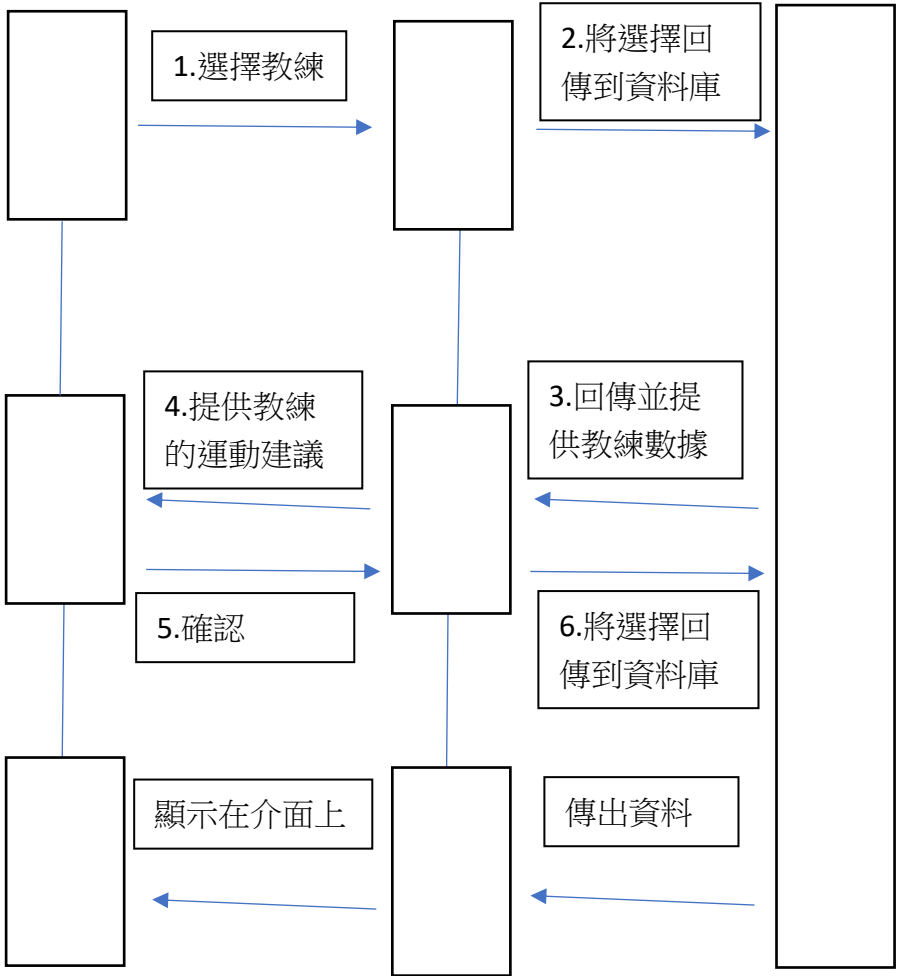 1.選擇教練
2.將選擇回
傳到資料庫
4.提供教練
的運動建議
3.回傳並提
供教練數據
5.確認
6.將選擇回
傳到資料庫
顯示在介面上
傳出資料